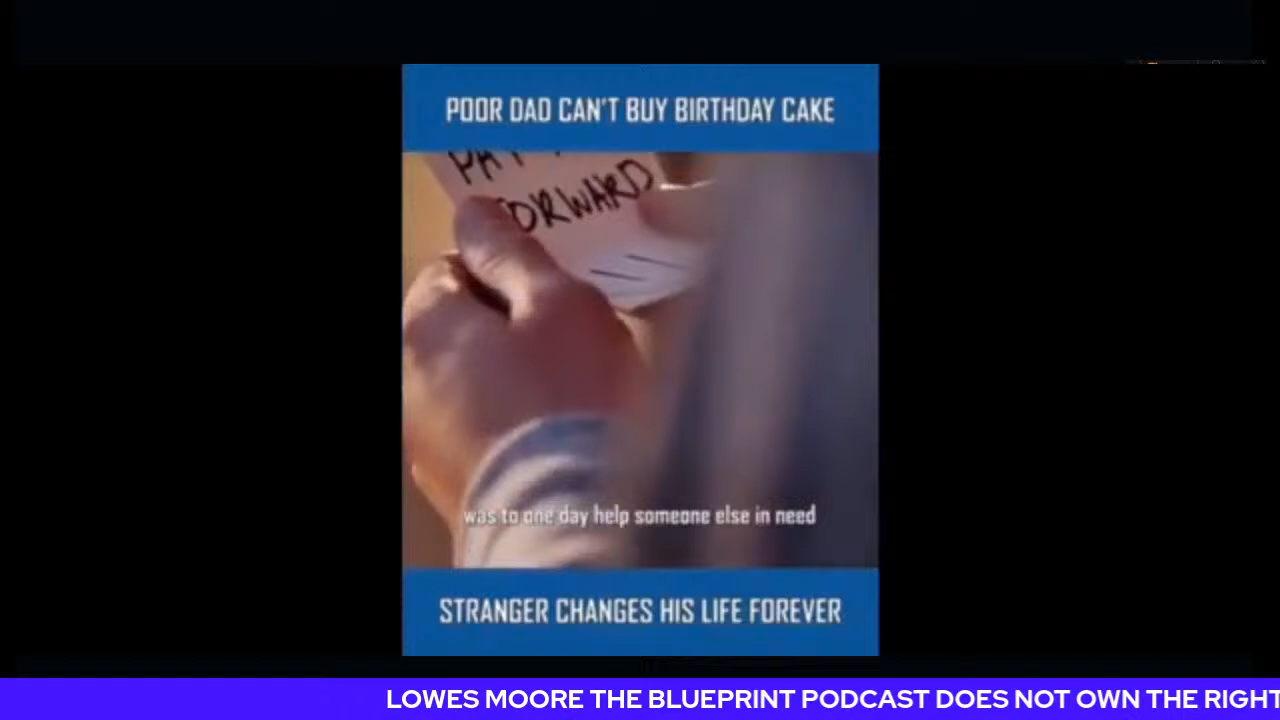 POOR DAD CAN'T BUY BIRTHDAY CAKE
FORWARD
was to one day help someone else in need
STRANGER CHANGES HIS LIFE FOREVER
LOWES MOORE THE BLUEPRINT PODCAST DOES NOT OWN THE RIGHT